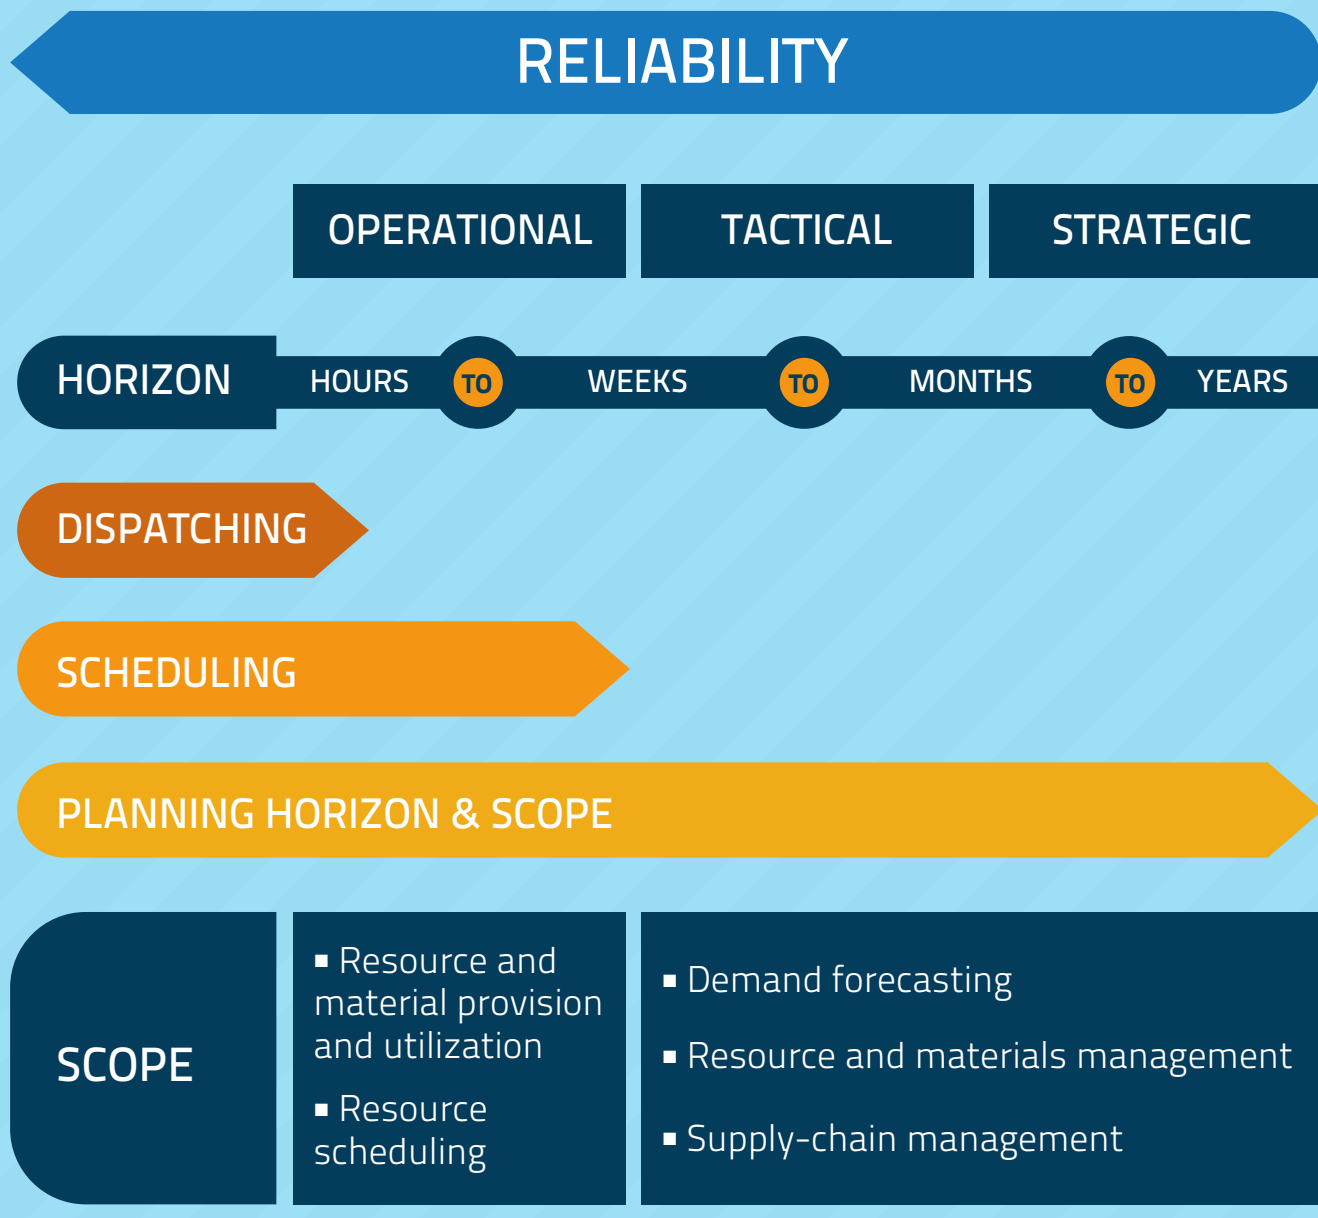 RELIABILITY
OPERATIONAL TACTICAL STRATEGIC
HORIZON HOURS TO WEEKS TO MONTHS TO YEARS
DISPATCHING
SCHEDULING
PLANNING HORIZON & SCOPE
SCOPE
▪ Resource and
material provision
and utilization
▪ Resource
scheduling
▪ Demand forecasting
▪ Resource and materials management
▪ Supply-chain management